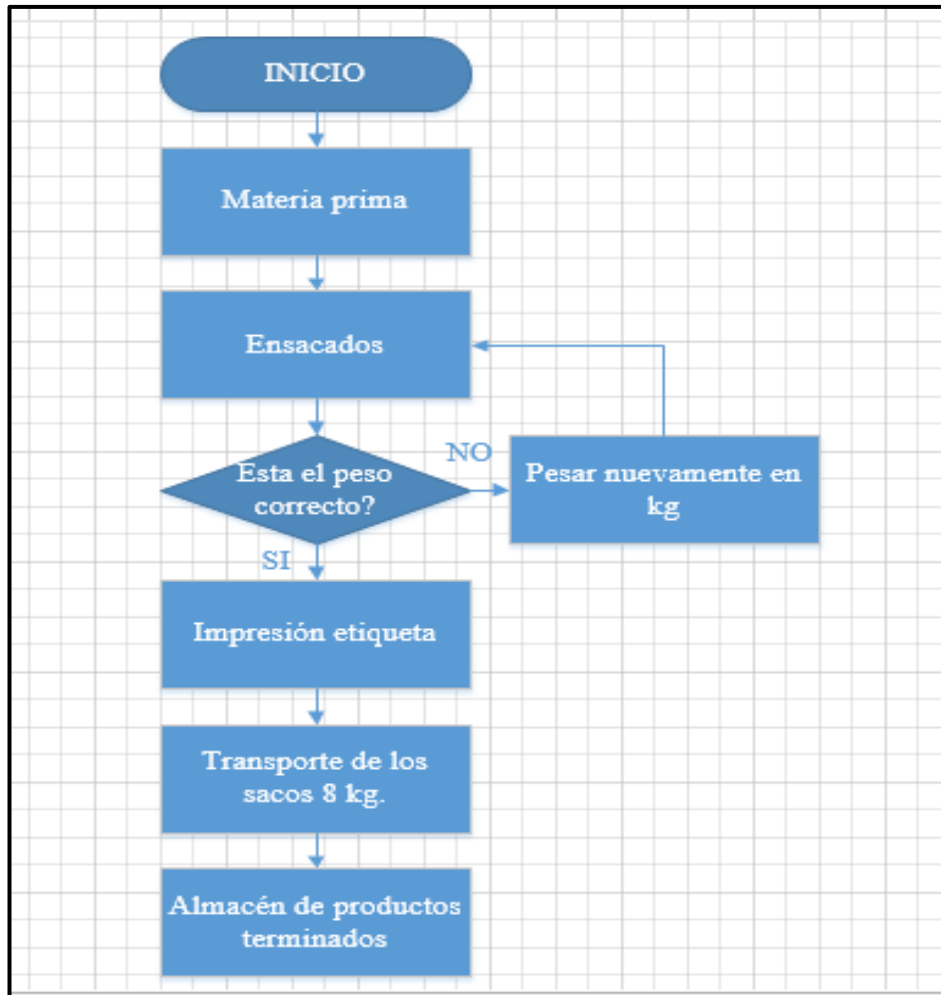 INICIO
Materia prima
Ensacados
Esta el peso
correcto?
NO
Pesar nuevamente en
kg
SI
Impresión etiqueta
Transporte de los
sacos 8 kg.
Almacén de productos
terminados